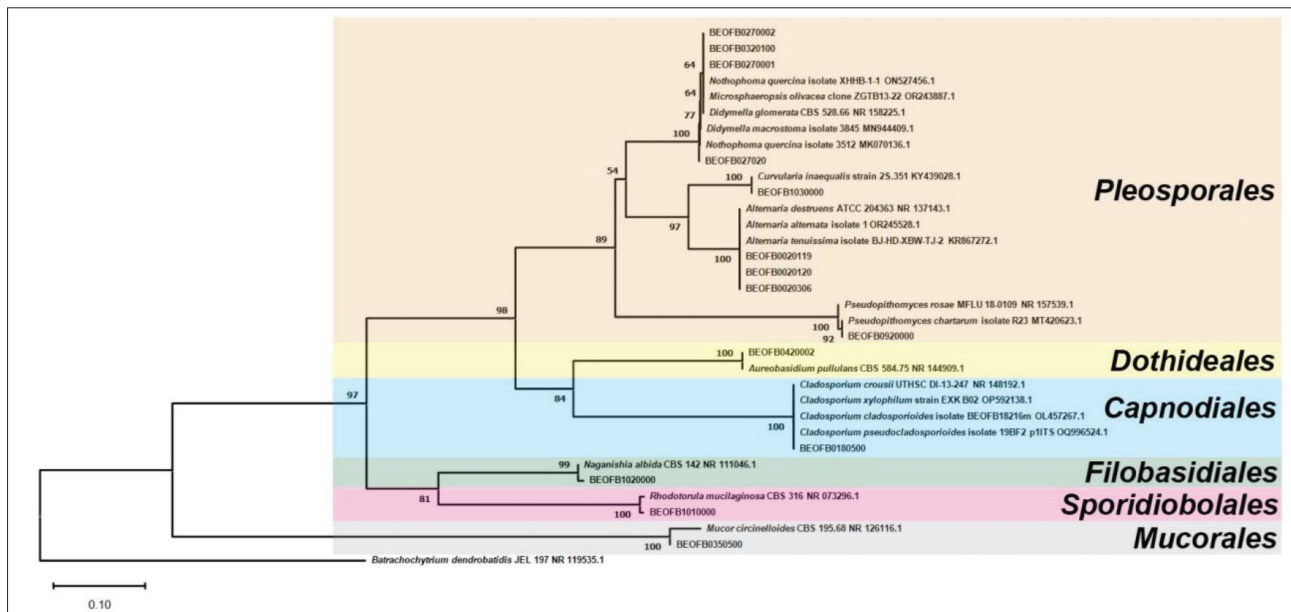 BEOFB0270002
BEOFB0320100
64
BEOFB0270001
Nothophoma quercina isolate XHHB-1-1 ON527456.1
64
Microsphaeropsis olivacea clone ZGTB13-22 OR243887.1
77
Didymella glomerata CBS 528.66 NR 158225.1
Didymella macrostoma isolate 3845 MN944409.1
100
Nothophoma quercina isolate 3512 MK070136.1
BEOFB027020
54
100
Curvularia inaequalis strain 2S.351 KY439028.1
BEOFB1030000
Pleosporales
Alternaria destruens ATCC 204363 NR 137143.1
97
Alternaria alternata isolate 1 OR245528.1
Alternaria tenuissima isolate BJ-HD-XBW-TJ-2 KR867272.1
89
100
BEOFB0020119
BEOFB0020120
BEOFB0020306
Pseudopithomyces rosae MFLU 18-0109 NR 157539.1
98
Pseudopithomyces chartarum isolate R23 MT420623.1
100
92
BEOFB0920000
100
BEOFB0420002
Aureobasidium pullulans CBS 584.75 NR 144909.1
Dothideales
Cladosporium crousii UTHSC DI-13-247 NR 148192.1
97
84
Cladosporium xylophilum strain EXK B02 OP592138.1
Cladosporium cladosporioides isolate BEOFB18216m OL457267.1
Capnodiales
Cladosporium pseudocladosporioides isolate 19BF2 p1ITS OQ996524.1
100
BEOFB0180500
99
Naganishia albida CBS 142 NR 111046.1
BEOFB1020000
Filobasidiales
81
Rhodotorula mucilaginosa CBS 316 NR 073296.1
100
BEOFB1010000
Sporidiobolales
Mucor circinelloides CBS 195.68 NR 126116.1
100
BEOFB0350500
Mucorales
Batrachochytrium dendrobatidis JEL 197 NR 119535.1
0.10